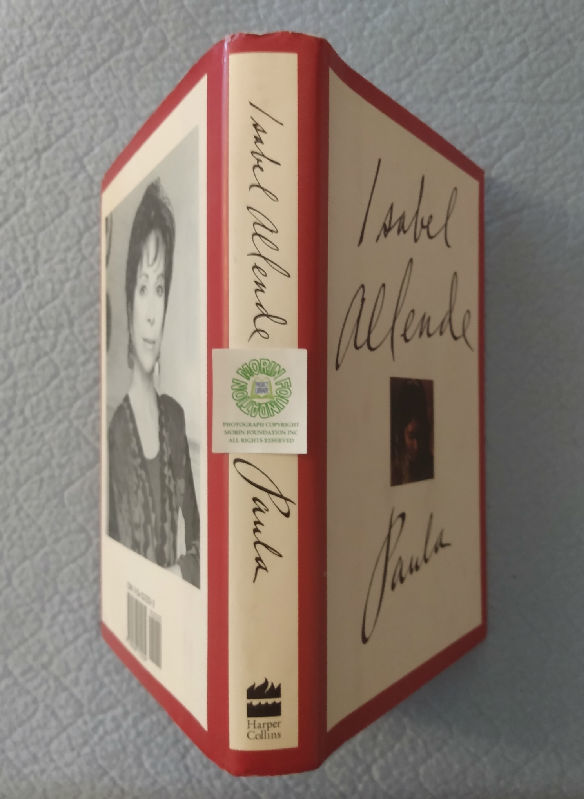 Isabel Allende
MORIN FOUNDATION
PHOTOGRAPH COPYRIGHT
MORIN FOUNDATION INC
ALL RIGHTS RESERVED
Paula
Harper
Collins
Isabel
Allende
Paula